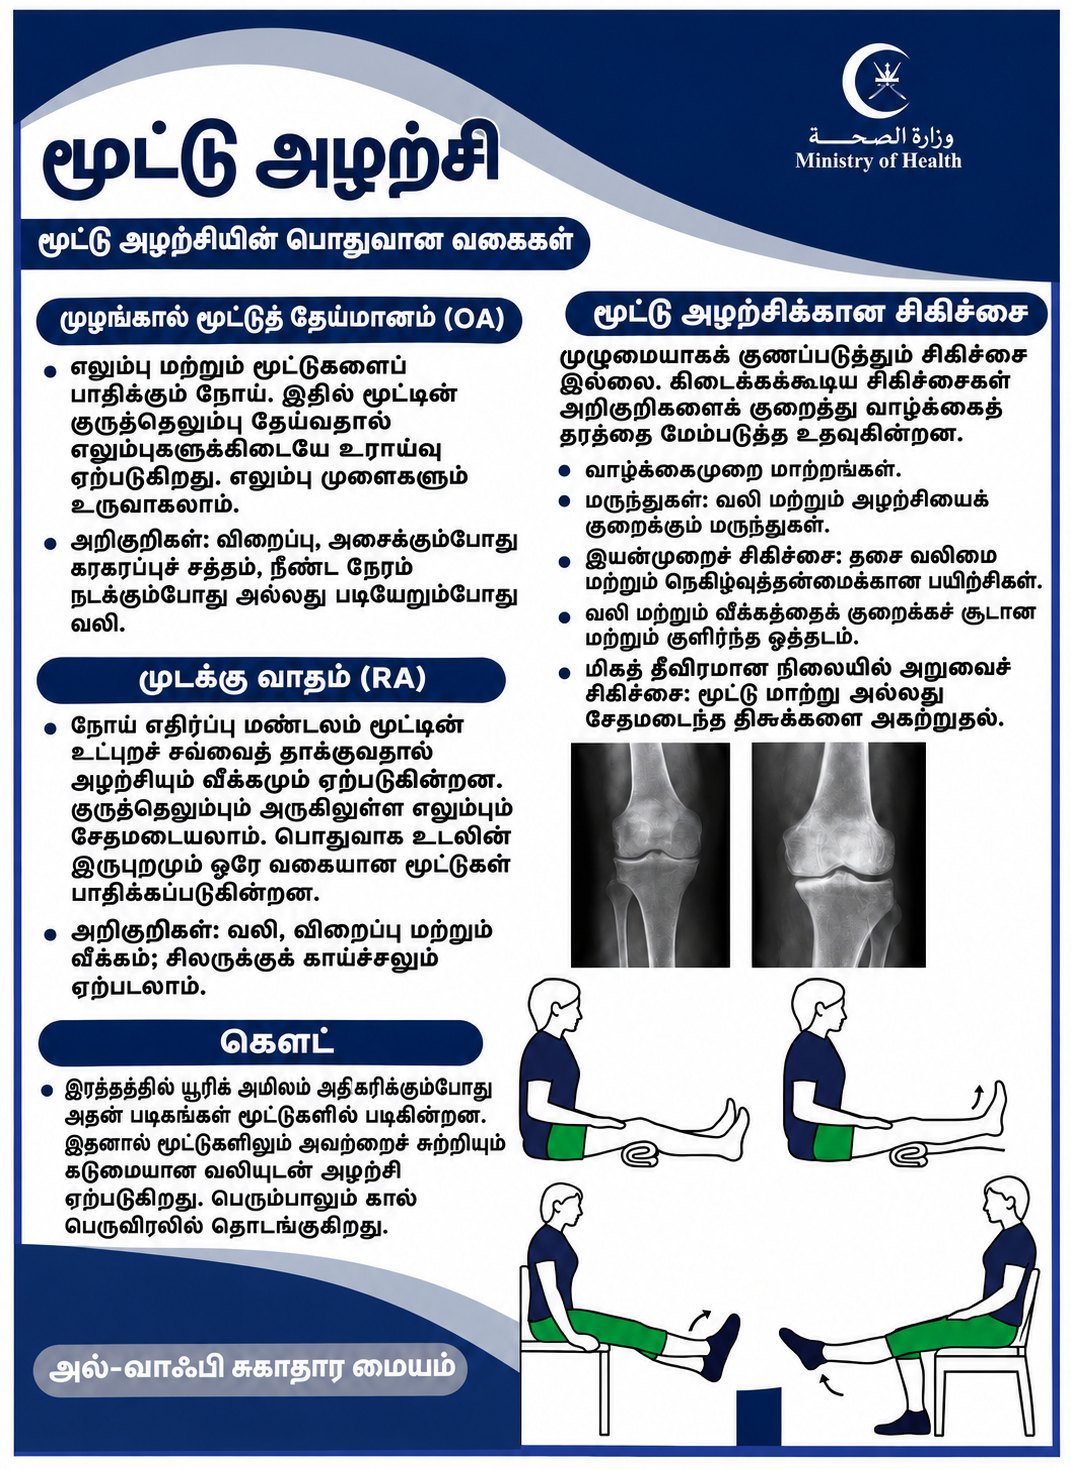 وزارة الصحـــة
Ministry of Health
மூட்டு அழற்சி
மூட்டு அழற்சியின் பொதுவான வகைகள்
முழங்கால் மூட்டுத் தேய்மானம் (OA)
எலும்பு மற்றும் மூட்டுகளைப்
பாதிக்கும் நோய். இதில் மூட்டின்
குருத்தெலும்பு தேய்வதால்
எலும்புகளுக்கிடையே உராய்வு
ஏற்படுகிறது. எலும்பு முளைகளும்
உருவாகலாம்.
அறிகுறிகள்: விறைப்பு, அசைக்கும்போது
கரகரப்புச் சத்தம், நீண்ட நேரம்
நடக்கும்போது அல்லது படியேறும்போது
வலி.
முடக்கு வாதம் (RA)
நோய் எதிர்ப்பு மண்டலம் மூட்டின்
உட்புறச் சவ்வைத் தாக்குவதால்
அழற்சியும் வீக்கமும் ஏற்படுகின்றன.
குருத்தெலும்பும் அருகிலுள்ள எலும்பும்
சேதமடையலாம். பொதுவாக உடலின்
இருபுறமும் ஒரே வகையான மூட்டுகள்
பாதிக்கப்படுகின்றன.
அறிகுறிகள்: வலி, விறைப்பு மற்றும்
வீக்கம்; சிலருக்குக் காய்ச்சலும்
ஏற்படலாம்.
கௌட்
இரத்தத்தில் யூரிக் அமிலம் அதிகரிக்கும்போது
அதன் படிகங்கள் மூட்டுகளில் படிகின்றன.
இதனால் மூட்டுகளிலும் அவற்றைச் சுற்றியும்
கடுமையான வலியுடன் அழற்சி
ஏற்படுகிறது. பெரும்பாலும் கால்
பெருவிரலில் தொடங்குகிறது.
அல்-வாஃபி சுகாதார மையம்
மூட்டு அழற்சிக்கான சிகிச்சை
முழுமையாகக் குணப்படுத்தும் சிகிச்சை
இல்லை. கிடைக்கக்கூடிய சிகிச்சைகள்
அறிகுறிகளைக் குறைத்து வாழ்க்கைத்
தரத்தை மேம்படுத்த உதவுகின்றன.
வாழ்க்கைமுறை மாற்றங்கள்.
மருந்துகள்: வலி மற்றும் அழற்சியைக்
குறைக்கும் மருந்துகள்.
இயன்முறைச் சிகிச்சை: தசை வலிமை
மற்றும் நெகிழ்வுத்தன்மைக்கான பயிற்சிகள்.
வலி மற்றும் வீக்கத்தைக் குறைக்கச் சூடான
மற்றும் குளிர்ந்த ஒத்தடம்.
மிகத் தீவிரமான நிலையில் அறுவைச்
சிகிச்சை: மூட்டு மாற்று அல்லது
சேதமடைந்த திசுக்களை அகற்றுதல்.